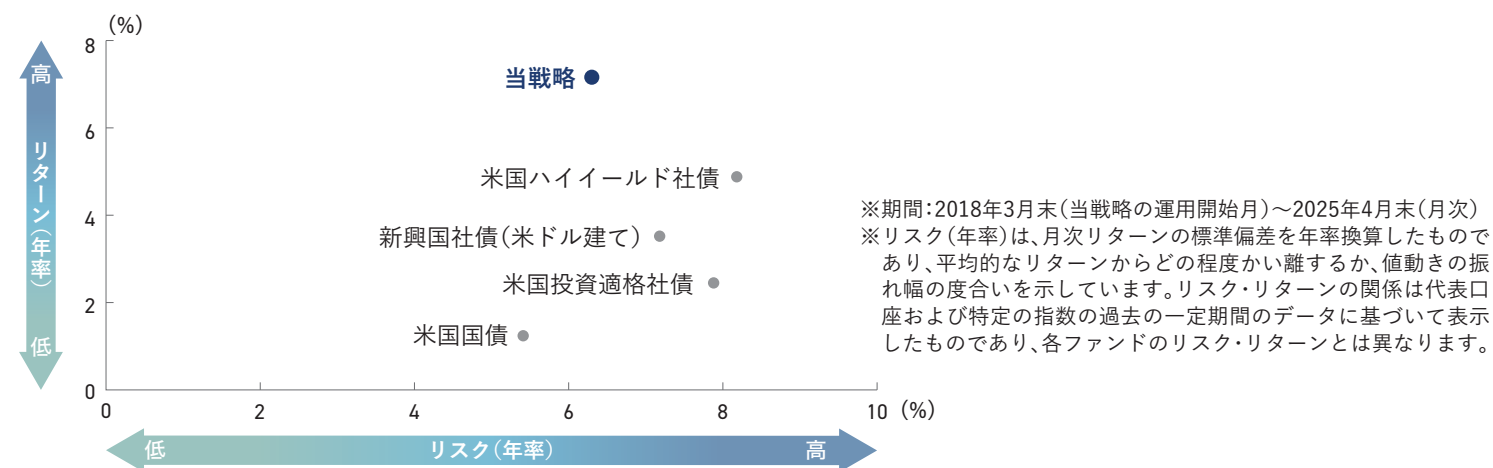 (%)
8
6
4
2
0
高
リターン(年率)
低
当戦略
米国ハイイールド社債
新興国社債(米ドル建て)
米国投資適格社債
米国国債
0 2 4 6 8 10 (%)
低 リスク(年率) 高
※期間：2018年3月末(当戦略の運用開始月)～2025年4月末(月次)
※リスク(年率)は、月次リターンの標準偏差を年率換算したもので
あり、平均的なリターンからどの程度かい離するか、値動きの振
れ幅の度合いを示しています。リスク・リターンの関係は代表口
座および特定の指数の過去の一定期間のデータに基づいて表示
したものであり、各ファンドのリスク・リターンとは異なります。